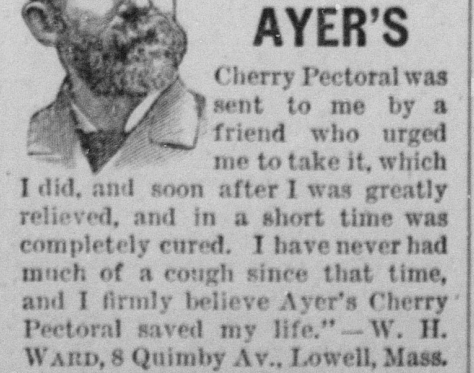 AYER'S
Cherry Pectoral was
sent to me by a
friend who urged
me to take it, which
I did, and soon after I was greatly
relieved, and in a short time was
completely cured. I have never had
much of a cough since that time,
and I firmly believe Ayer's Cherry
Pectoral saved my life."—W. H.
WARD, 8 Quimby Av., Lowell, Mass.